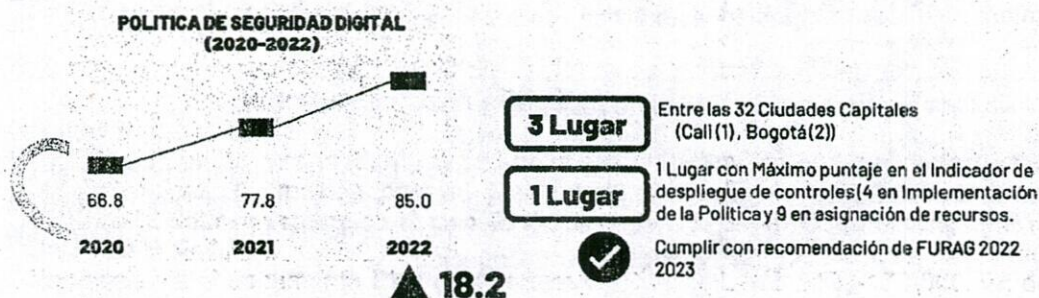 POLITICA DE SEGURIDAD DIGITAL
(2020-2022)
66.8
77.8
85.0
2020
2021
2022
18.2
3 Lugar
Entre las 32 Ciudades Capitales
(Cali (1), Bogotá(2))
1 Lugar
1 Lugar con Máximo puntaje en el Indicador de
despliegue de controles(4 en Implementación
de la Política y 9 en asignación de recursos.
Cumplir con recomendación de FURAG 2022
2023